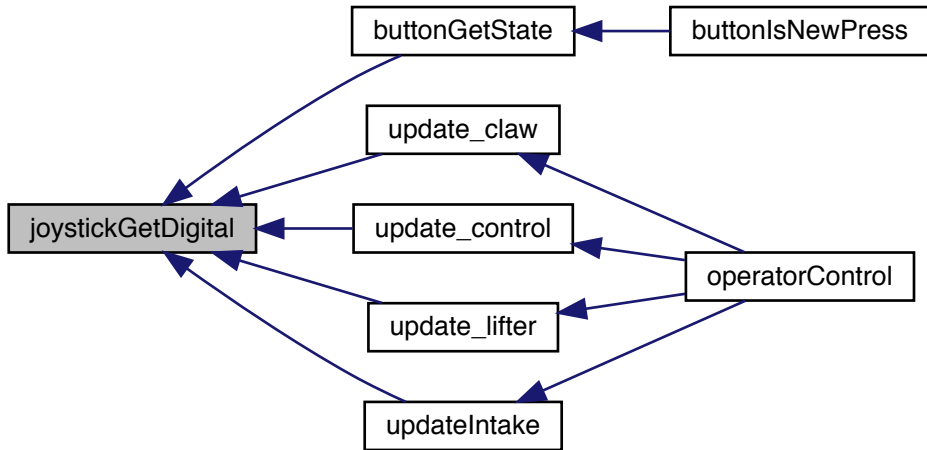 buttonGetState
buttonIsNewPress
update_claw
joystickGetDigital
update_control
operatorControl
update_lifter
updateIntake